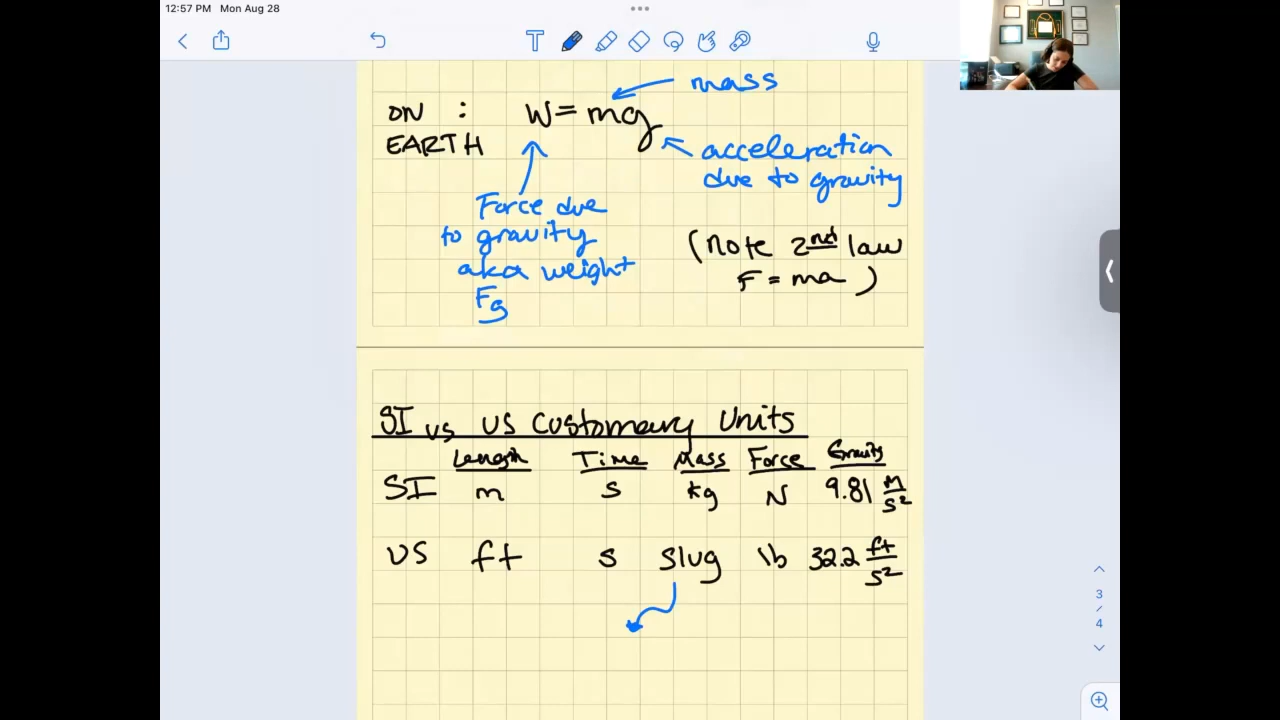 12:57 PM Mon Aug 28
mass
ON : W = mg
EARTH
acceleration
due to gravity
Force due
to gravity
aka weight
Fg
(note 2nd law
F = ma )
SI vs US Customary Units
Length Time Mass Force Gravity
SI m s kg N 9.81 m/s²
US ft s slug lb 32.2 ft/s²
3
/
4